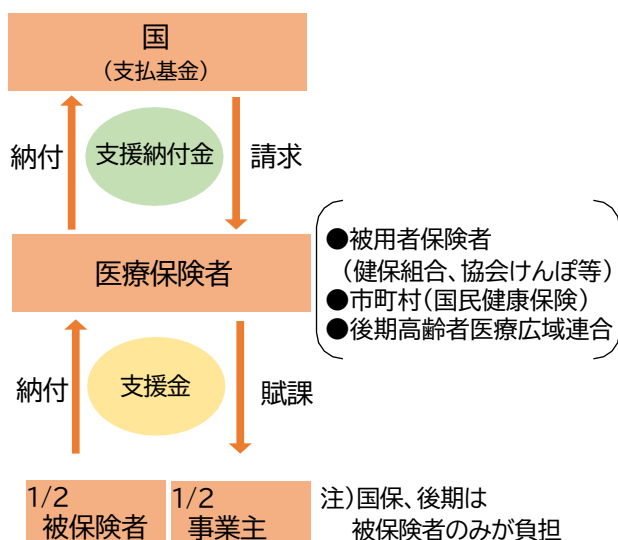 国
(支払基金)
納付
支援納付金
請求
医療保険者
●被用者保険者
(健保組合、協会けんぽ等)
●市町村(国民健康保険)
●後期高齢者医療広域連合
納付
支援金
賦課
1/2
被保険者
1/2
事業主
注)国保、後期は
被保険者のみが負担